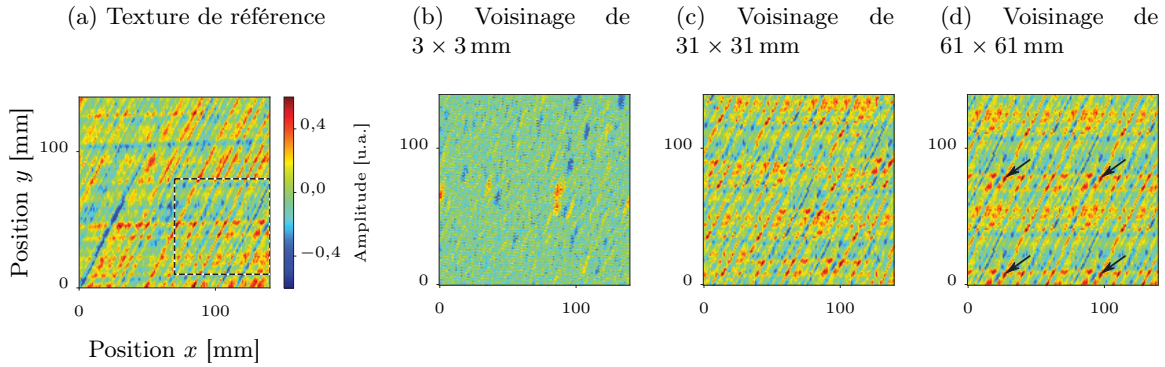 (a) Texture de référence
(b) Voisinage de
3 × 3 mm
(c) Voisinage de
31 × 31 mm
(d) Voisinage de
61 × 61 mm
Position y [mm]
100
0
0
100
Position x [mm]
0,4
0,0
−0,4
Amplitude [u.a.]
100
0
0
100
100
0
0
100
100
0
0
100